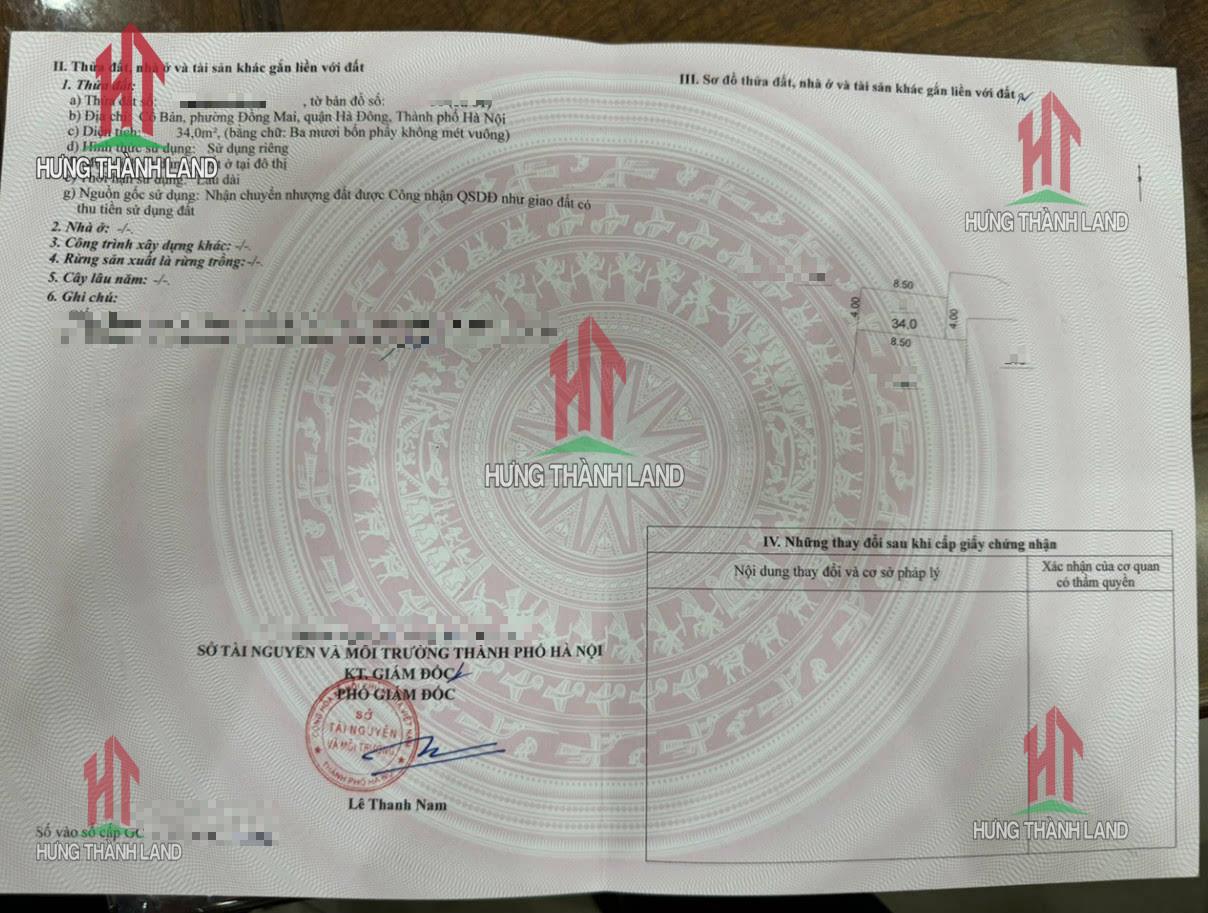 II. Thửa đất, nhà ở và tài sản khác gắn liền với đất
1. Thửa đất:
a) Thửa đất số: , tờ bản đồ số:
b) Địa chỉ: Cổ Bản, phường Đồng Mai, quận Hà Đông, Thành phố Hà Nội
c) Diện tích: 34,0m², (bằng chữ: Ba mươi bốn phẩy không mét vuông)
d) Hình thức sử dụng: Sử dụng riêng
ở tại đô thị
e) Thời hạn sử dụng: Lâu dài
g) Nguồn gốc sử dụng: Nhận chuyển nhượng đất được Công nhận QSDĐ như giao đất có
thu tiền sử dụng đất
2. Nhà ở: -/-.
3. Công trình xây dựng khác: -/-.
4. Rừng sản xuất là rừng trồng:-/-.
5. Cây lâu năm: -/-.
6. Ghi chú:
SỞ TÀI NGUYÊN VÀ MÔI TRƯỜNG THÀNH PHỐ HÀ NỘI
KT. GIÁM ĐỐC
PHÓ GIÁM ĐỐC
SỞ
TÀI NGUYÊN
VÀ MÔI TRƯỜNG
THÀNH PHỐ HÀ NỘI
Lê Thanh Nam
Số vào sổ cấp GC
III. Sơ đồ thửa đất, nhà ở và tài sản khác gắn liền với đất
8.50
4.00
34.0
4.00
8.50
IV. Những thay đổi sau khi cấp giấy chứng nhận
Nội dung thay đổi và cơ sở pháp lý
Xác nhận của cơ quan
có thẩm quyền
HƯNG THÀNH LAND
HƯNG THÀNH LAND
HƯNG THÀNH LAND
HƯNG THÀNH LAND
HƯNG THÀNH LAND